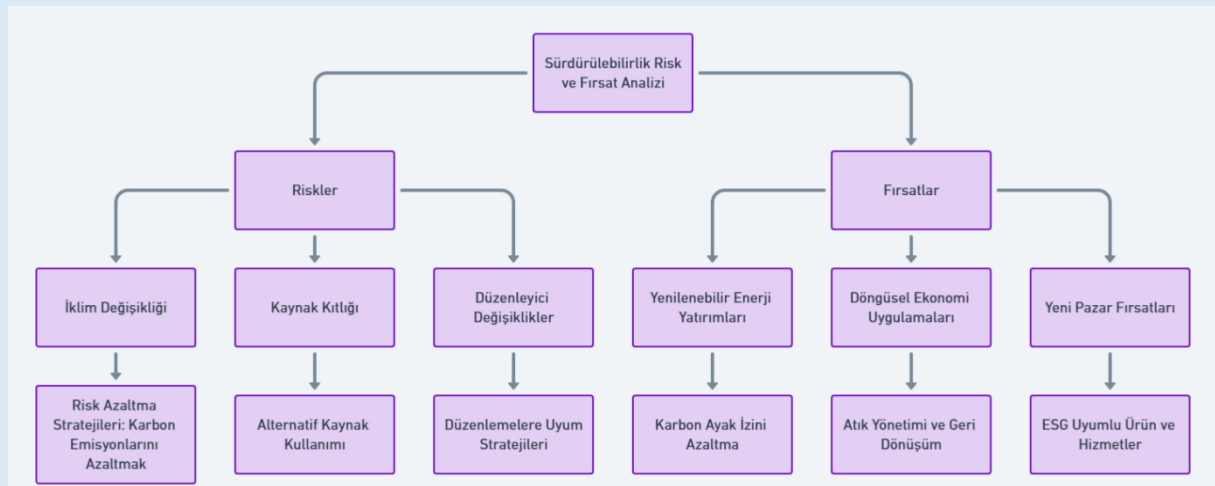 Sürdürülebilirlik Risk
ve Fırsat Analizi
Riskler
Fırsatlar
İklim Değişikliği
Kaynak Kıtlığı
Düzenleyici
Değişiklikler
Yenilenebilir Enerji
Yatırımları
Döngüsel Ekonomi
Uygulamaları
Yeni Pazar Fırsatları
Risk Azaltma
Stratejileri: Karbon
Emisyonlarını
Azaltmak
Alternatif Kaynak
Kullanımı
Düzenlemelere Uyum
Stratejileri
Karbon Ayak İzini
Azaltma
Atık Yönetimi ve Geri
Dönüşüm
ESG Uyumlu Ürün ve
Hizmetler